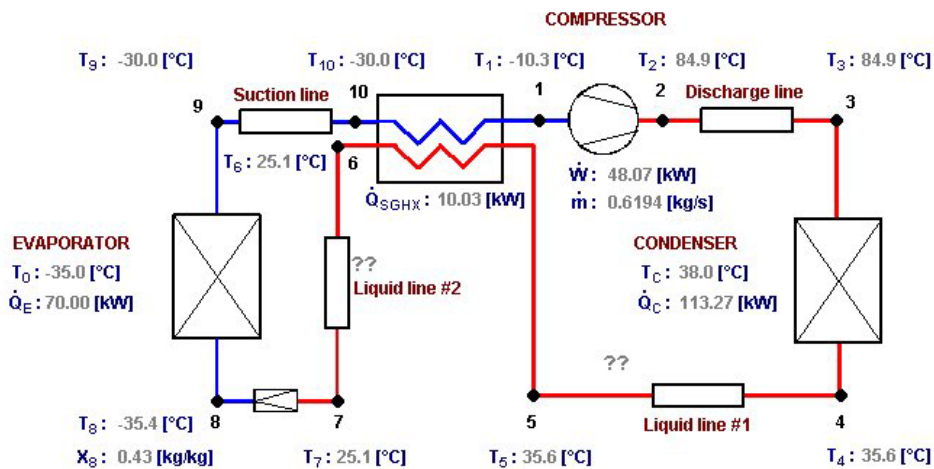 COMPRESSOR
T9 : -30.0 [°C] T10 : -30.0 [°C] T1 : -10.3 [°C] T2 : 84.9 [°C] T3 : 84.9 [°C]
9 Suction line 10 1 2 Discharge line 3
T6 : 25.1 [°C] 6
Ẇ : 48.07 [kW]
Q̇SGHX : 10.03 [kW] ṁ : 0.6194 [kg/s]
EVAPORATOR CONDENSER
T0 : -35.0 [°C] ?? TC : 38.0 [°C]
Q̇E : 70.00 [kW] Liquid line #2 Q̇C : 113.27 [kW]
??
8 7 5 Liquid line #1 4
T8 : -35.4 [°C]
X8 : 0.43 [kg/kg] T7 : 25.1 [°C] T5 : 35.6 [°C] T4 : 35.6 [°C]